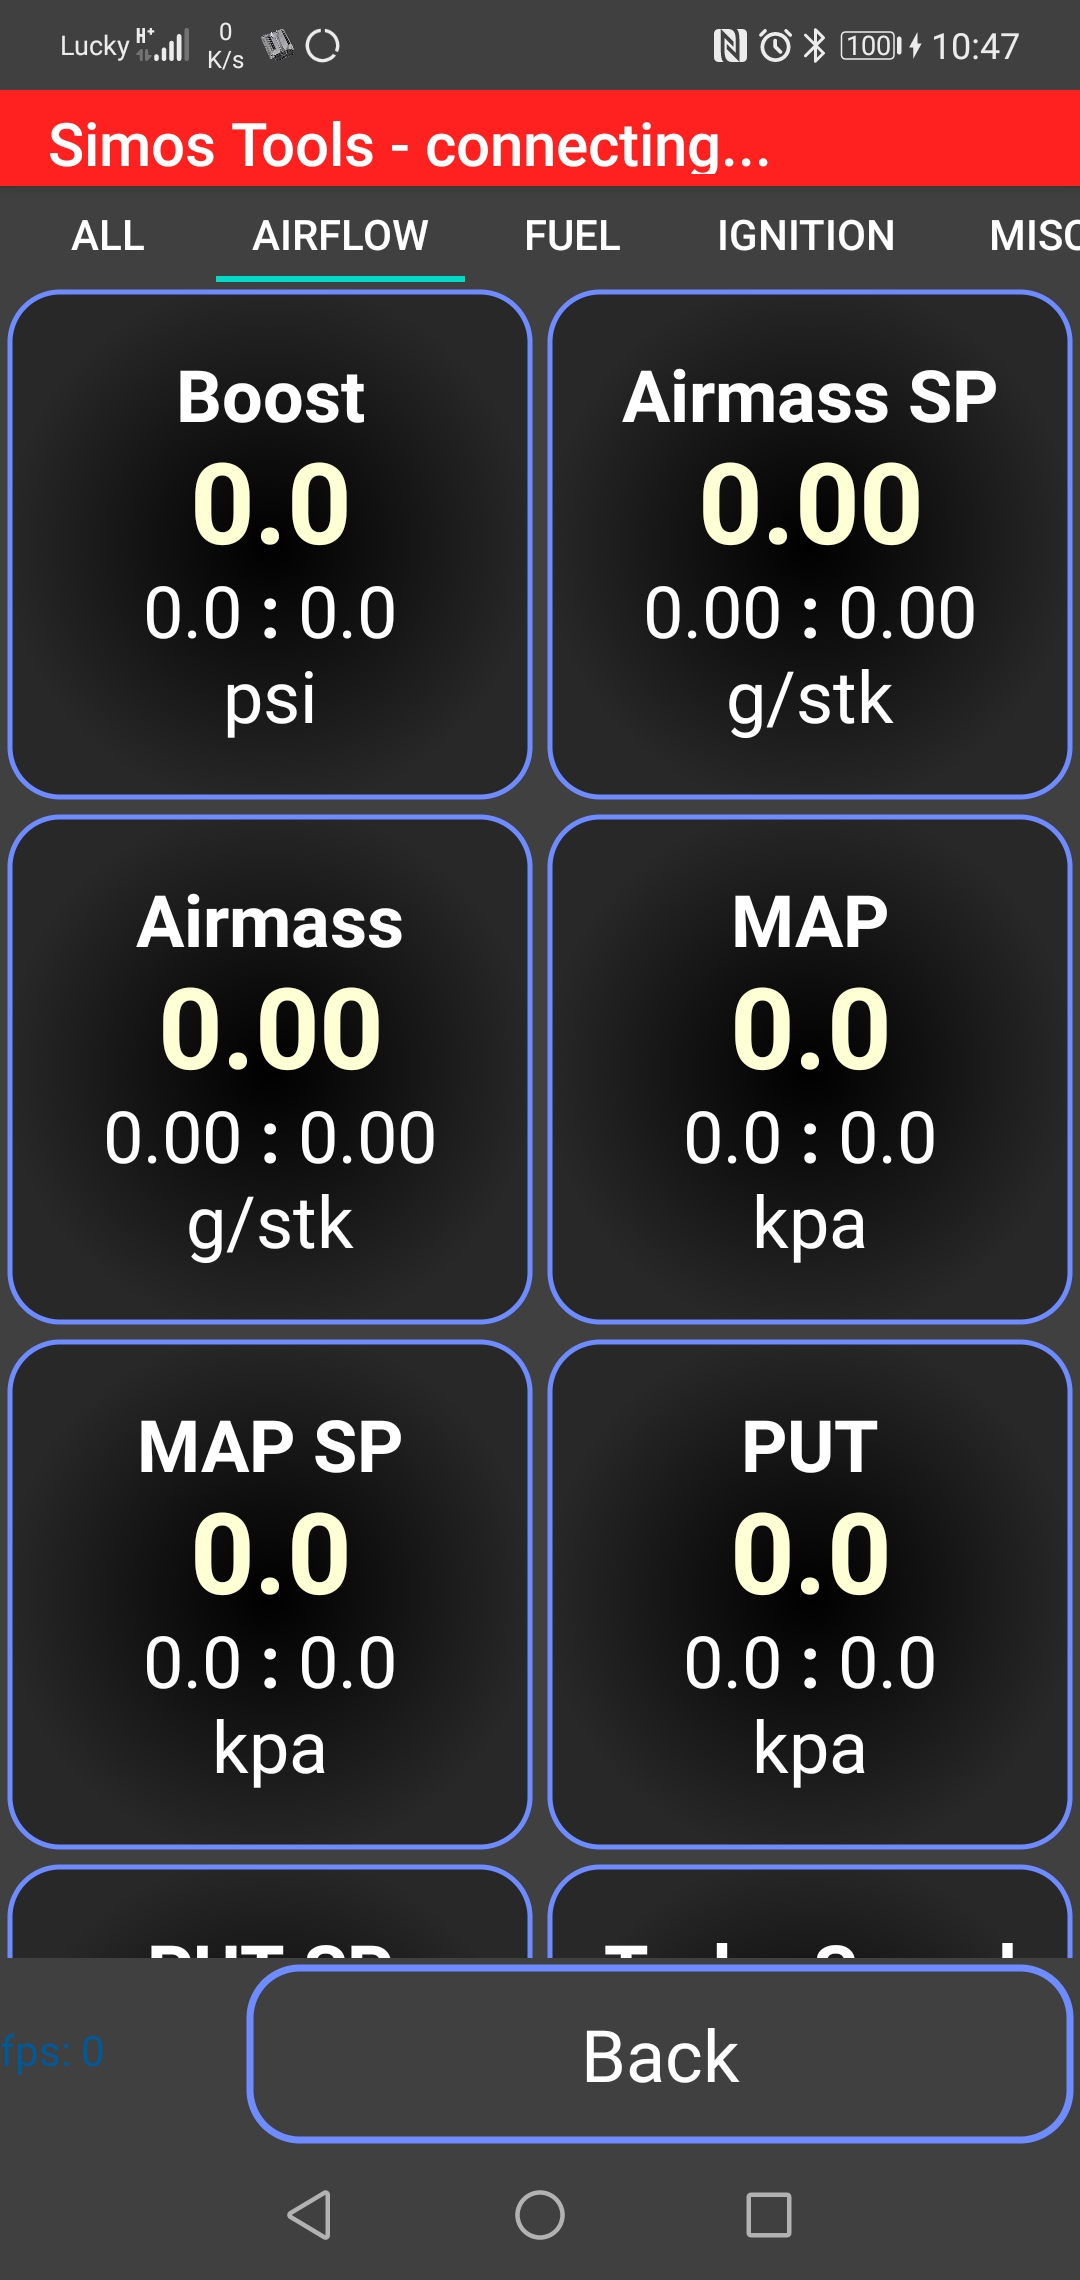 Lucky H+ 0 K/s 100 10:47
Simos Tools - connecting...
ALL AIRFLOW FUEL IGNITION MISC
Boost Airmass SP
0.0 0.00
0.0 : 0.0 0.00 : 0.00
psi g/stk
Airmass MAP
0.00 0.0
0.00 : 0.00 0.0 : 0.0
g/stk kpa
MAP SP PUT
0.0 0.0
0.0 : 0.0 0.0 : 0.0
kpa kpa
PUT SP
fps: 0 Back